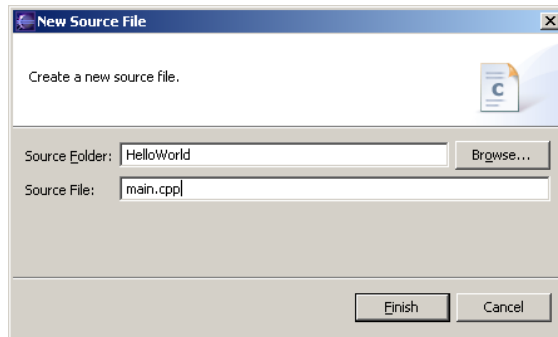 New Source File
Create a new source file.
c
Source Folder: HelloWorld Browse...
Source File: main.cpp
Finish Cancel